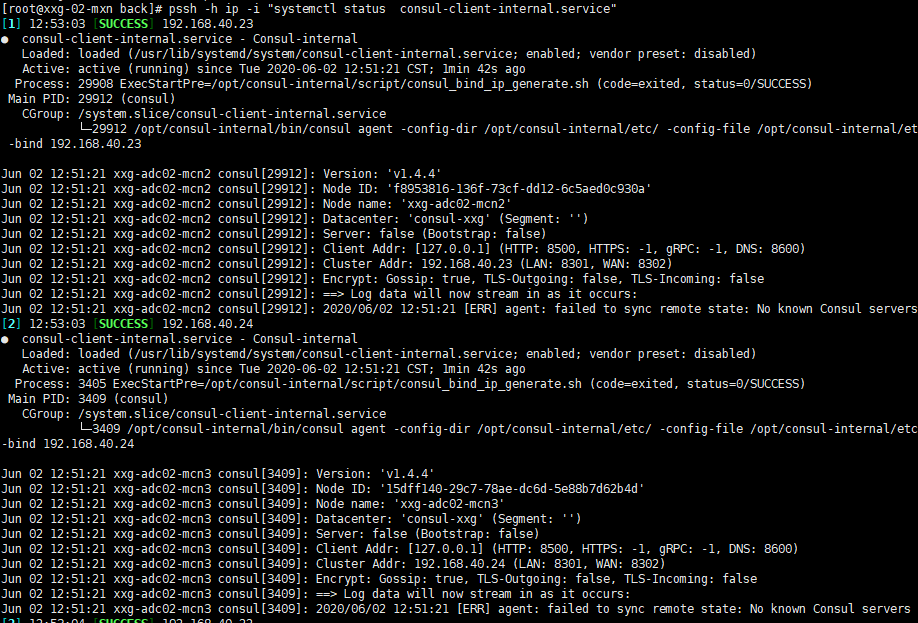 [root@xxg-02-mxn back]# pssh -h ip -i "systemctl status  consul-client-internal.service"
[1] 12:53:03 [SUCCESS] 192.168.40.23
●  consul-client-internal.service - Consul-internal
   Loaded: loaded (/usr/lib/systemd/system/consul-client-internal.service; enabled; vendor preset: disabled)
   Active: active (running) since Tue 2020-06-02 12:51:21 CST; 1min 42s ago
  Process: 29908 ExecStartPre=/opt/consul-internal/script/consul_bind_ip_generate.sh (code=exited, status=0/SUCCESS)
 Main PID: 29912 (consul)
   CGroup: /system.slice/consul-client-internal.service
           └─29912 /opt/consul-internal/bin/consul agent -config-dir /opt/consul-internal/etc/ -config-file /opt/consul-internal/et
 -bind 192.168.40.23
Jun 02 12:51:21 xxg-adc02-mcn2 consul[29912]: Version: 'v1.4.4'
Jun 02 12:51:21 xxg-adc02-mcn2 consul[29912]: Node ID: 'f8953816-136f-73cf-dd12-6c5aed0c930a'
Jun 02 12:51:21 xxg-adc02-mcn2 consul[29912]: Node name: 'xxg-adc02-mcn2'
Jun 02 12:51:21 xxg-adc02-mcn2 consul[29912]: Datacenter: 'consul-xxg' (Segment: '')
Jun 02 12:51:21 xxg-adc02-mcn2 consul[29912]: Server: false (Bootstrap: false)
Jun 02 12:51:21 xxg-adc02-mcn2 consul[29912]: Client Addr: [127.0.0.1] (HTTP: 8500, HTTPS: -1, gRPC: -1, DNS: 8600)
Jun 02 12:51:21 xxg-adc02-mcn2 consul[29912]: Cluster Addr: 192.168.40.23 (LAN: 8301, WAN: 8302)
Jun 02 12:51:21 xxg-adc02-mcn2 consul[29912]: Encrypt: Gossip: true, TLS-Outgoing: false, TLS-Incoming: false
Jun 02 12:51:21 xxg-adc02-mcn2 consul[29912]: ==> Log data will now stream in as it occurs:
Jun 02 12:51:21 xxg-adc02-mcn2 consul[29912]: 2020/06/02 12:51:21 [ERR] agent: failed to sync remote state: No known Consul servers
[2] 12:53:03 [SUCCESS] 192.168.40.24
●  consul-client-internal.service - Consul-internal
   Loaded: loaded (/usr/lib/systemd/system/consul-client-internal.service; enabled; vendor preset: disabled)
   Active: active (running) since Tue 2020-06-02 12:51:21 CST; 1min 42s ago
  Process: 3405 ExecStartPre=/opt/consul-internal/script/consul_bind_ip_generate.sh (code=exited, status=0/SUCCESS)
 Main PID: 3409 (consul)
   CGroup: /system.slice/consul-client-internal.service
           └─3409 /opt/consul-internal/bin/consul agent -config-dir /opt/consul-internal/etc/ -config-file /opt/consul-internal/etc
-bind 192.168.40.24
Jun 02 12:51:21 xxg-adc02-mcn3 consul[3409]: Version: 'v1.4.4'
Jun 02 12:51:21 xxg-adc02-mcn3 consul[3409]: Node ID: '15dff140-29c7-78ae-dc6d-5e88b7d62b4d'
Jun 02 12:51:21 xxg-adc02-mcn3 consul[3409]: Node name: 'xxg-adc02-mcn3'
Jun 02 12:51:21 xxg-adc02-mcn3 consul[3409]: Datacenter: 'consul-xxg' (Segment: '')
Jun 02 12:51:21 xxg-adc02-mcn3 consul[3409]: Server: false (Bootstrap: false)
Jun 02 12:51:21 xxg-adc02-mcn3 consul[3409]: Client Addr: [127.0.0.1] (HTTP: 8500, HTTPS: -1, gRPC: -1, DNS: 8600)
Jun 02 12:51:21 xxg-adc02-mcn3 consul[3409]: Cluster Addr: 192.168.40.24 (LAN: 8301, WAN: 8302)
Jun 02 12:51:21 xxg-adc02-mcn3 consul[3409]: Encrypt: Gossip: true, TLS-Outgoing: false, TLS-Incoming: false
Jun 02 12:51:21 xxg-adc02-mcn3 consul[3409]: ==> Log data will now stream in as it occurs:
Jun 02 12:51:21 xxg-adc02-mcn3 consul[3409]: 2020/06/02 12:51:21 [ERR] agent: failed to sync remote state: No known Consul servers